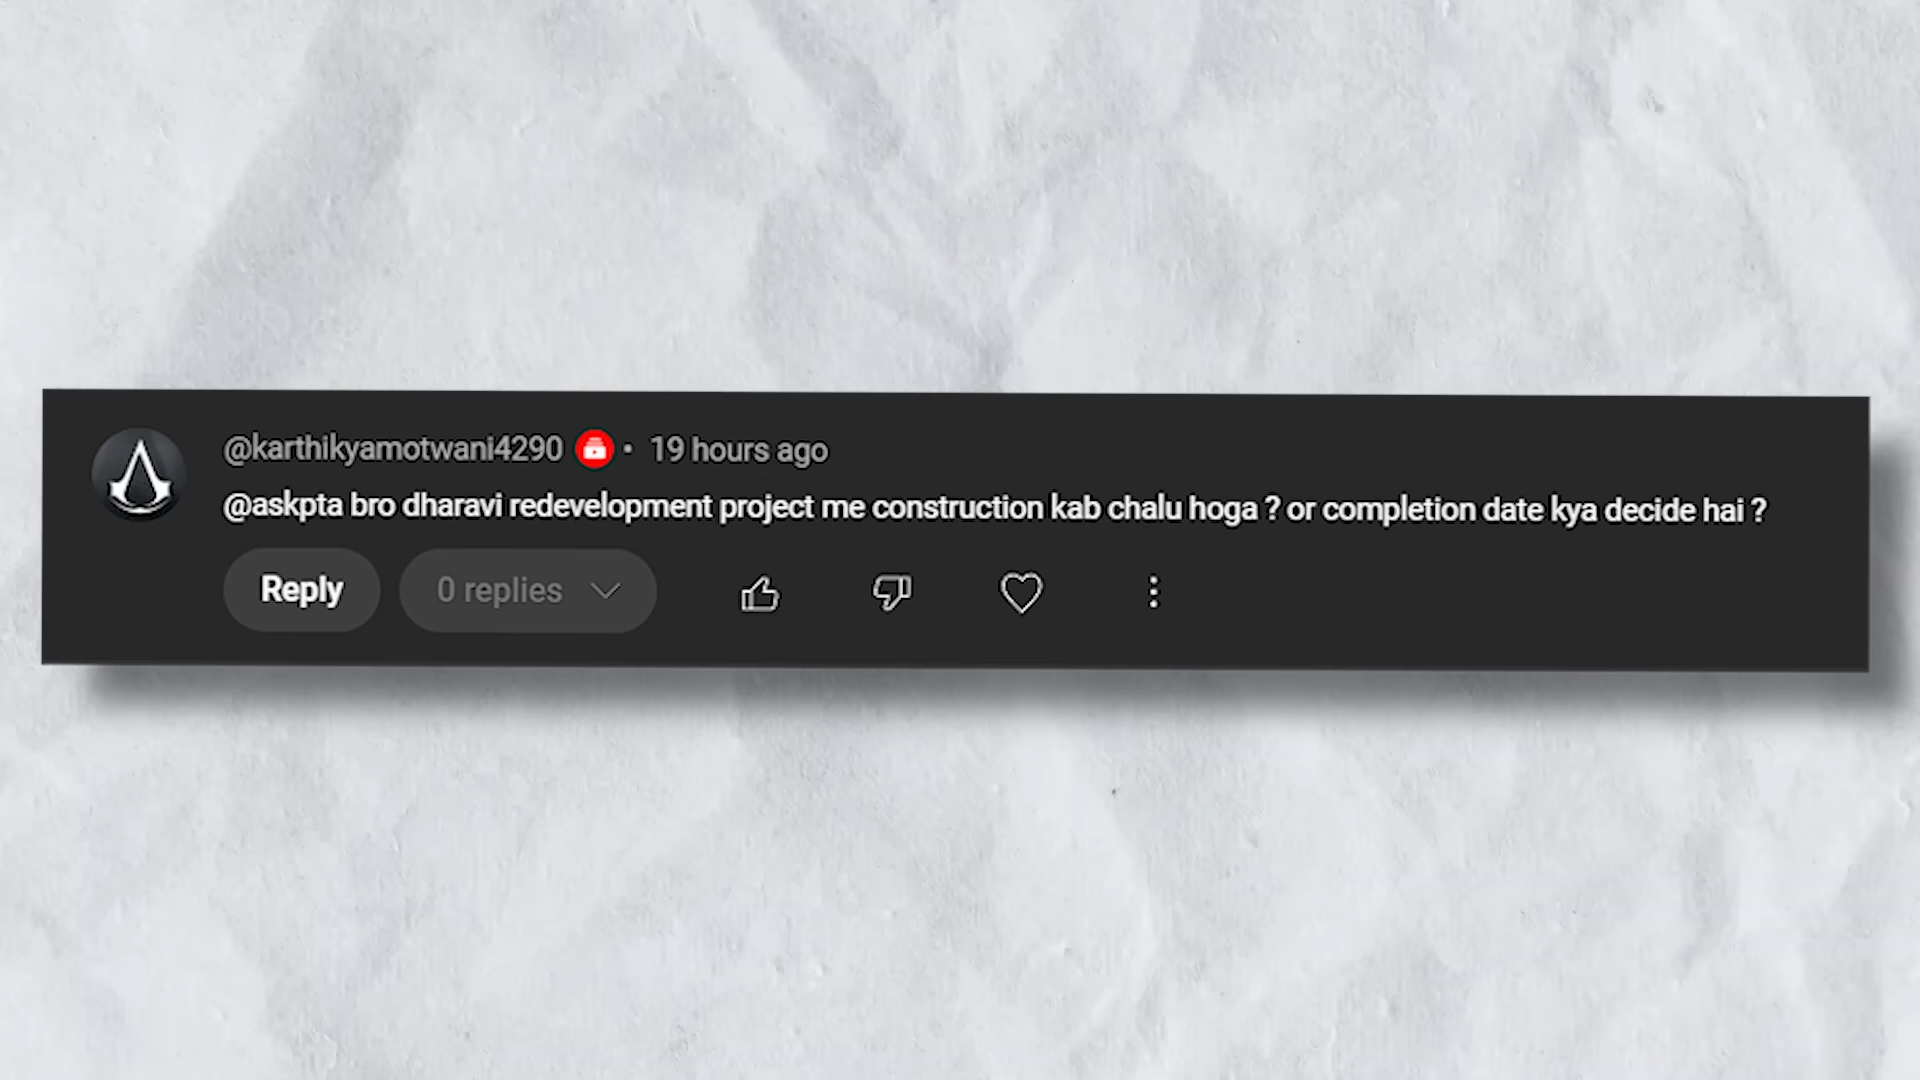 @karthikyamotwani4290 • 19 hours ago
@askpta bro dharavi redevelopment project me construction kab chalu hoga ? or completion date kya decide hai ?
Reply 0 replies